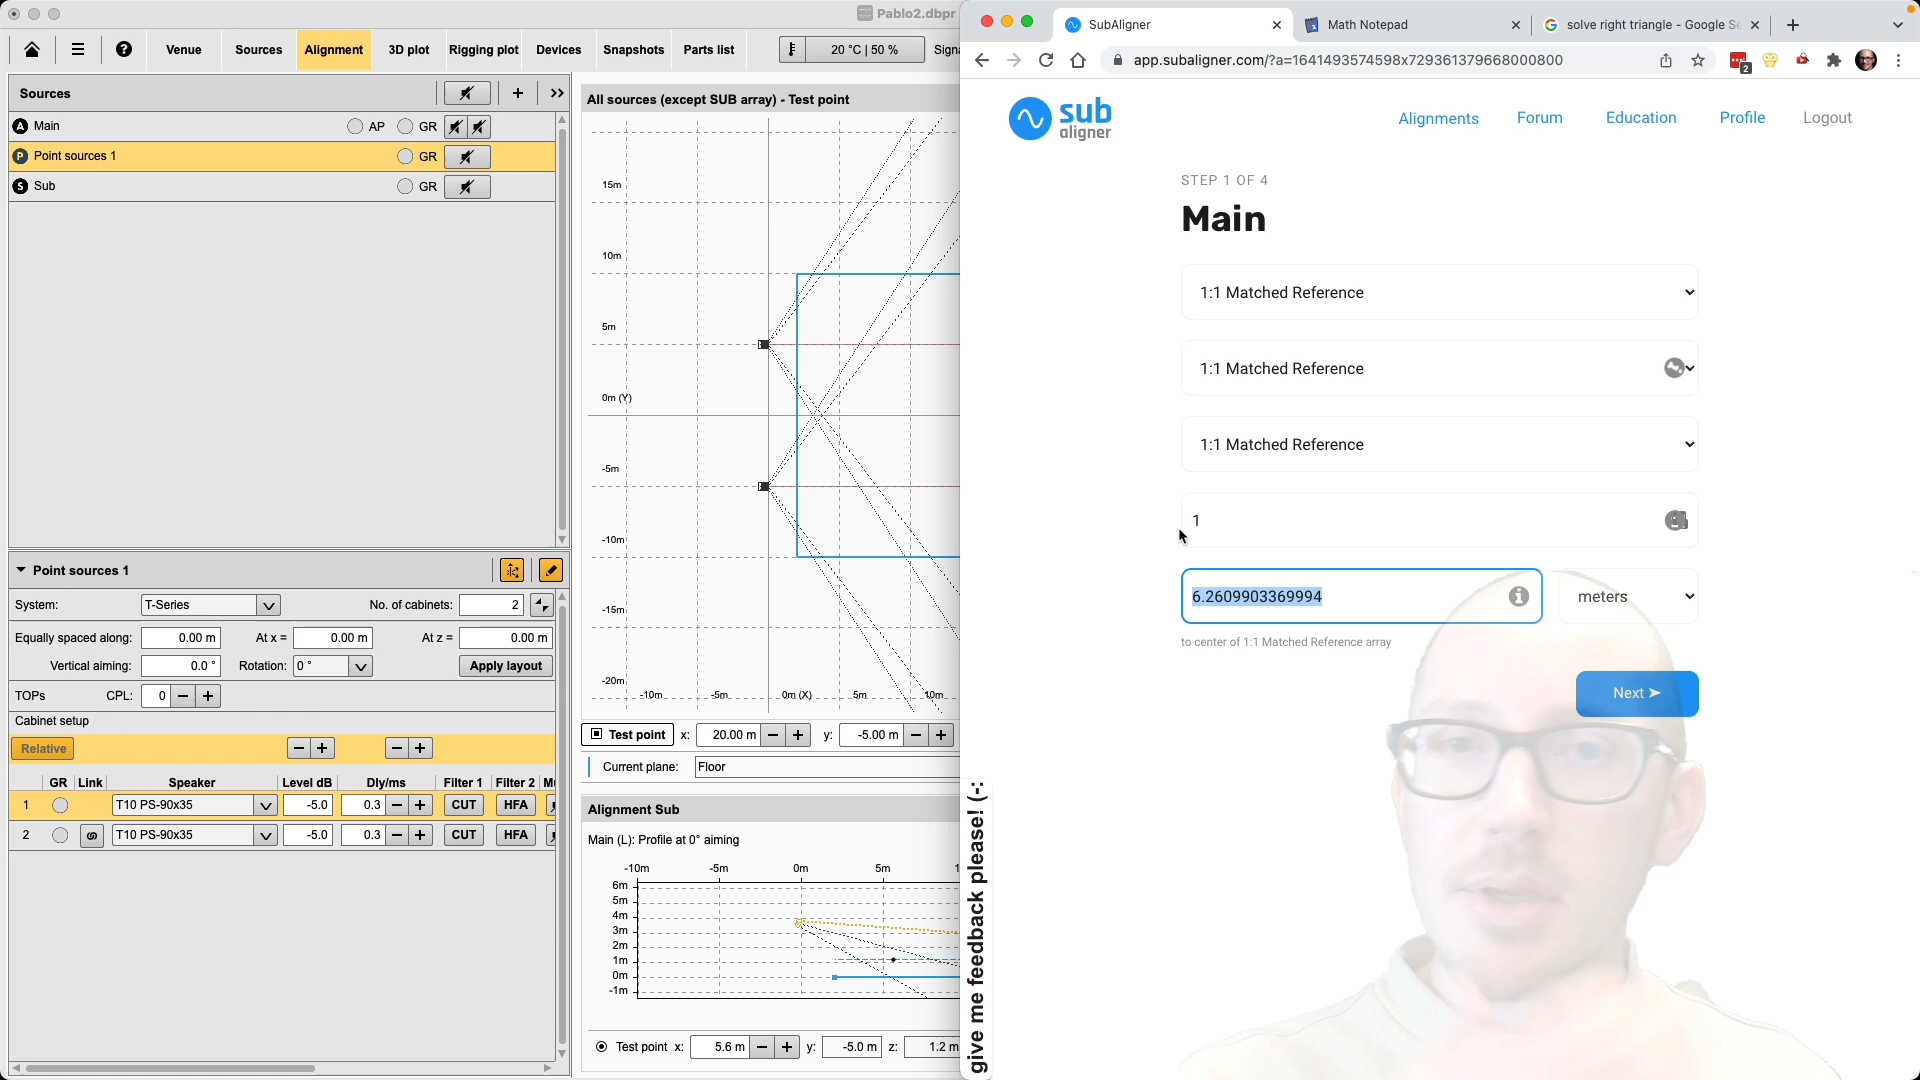 Pablo2.dbpr
Venue
Sources
Alignment
3D plot
Rigging plot
Devices
Snapshots
Parts list
20 °C | 50 %
Sources
Main
AP
GR
Point sources 1
GR
Sub
GR
Point sources 1
System:
T-Series
No. of cabinets:
2
Equally spaced along:
0.00 m
At x =
0.00 m
At z =
0.00 m
Vertical aiming:
0.0 °
Rotation:
0 °
Apply layout
TOPs
CPL:
0
Cabinet setup
Relative
GR
Link
Speaker
Level dB
Dly/ms
Filter 1
Filter 2
1
T10 PS-90x35
-5.0
0.3
CUT
HFA
2
T10 PS-90x35
-5.0
0.3
CUT
HFA
All sources (except SUB array) - Test point
15m
10m
5m
0m (Y)
-5m
-10m
-15m
-20m
-10m
-5m
0m (X)
5m
10m
Test point
x:
20.00 m
y:
-5.00 m
Current plane:
Floor
Alignment Sub
Main (L): Profile at 0° aiming
-10m
-5m
0m
5m
6m
5m
4m
3m
2m
1m
0m
-1m
Test point
x:
5.6 m
y:
-5.0 m
z:
1.2 m
SubAligner
Math Notepad
solve right triangle - Google Se
app.subaligner.com/?a=1641493574598x729361379668000800
2
sub
aligner
Alignments
Forum
Education
Profile
Logout
STEP 1 OF 4
Main
1:1 Matched Reference
1:1 Matched Reference
1:1 Matched Reference
1
6.2609903369994
meters
to center of 1:1 Matched Reference array
Next ➤
give me feedback please! (-: